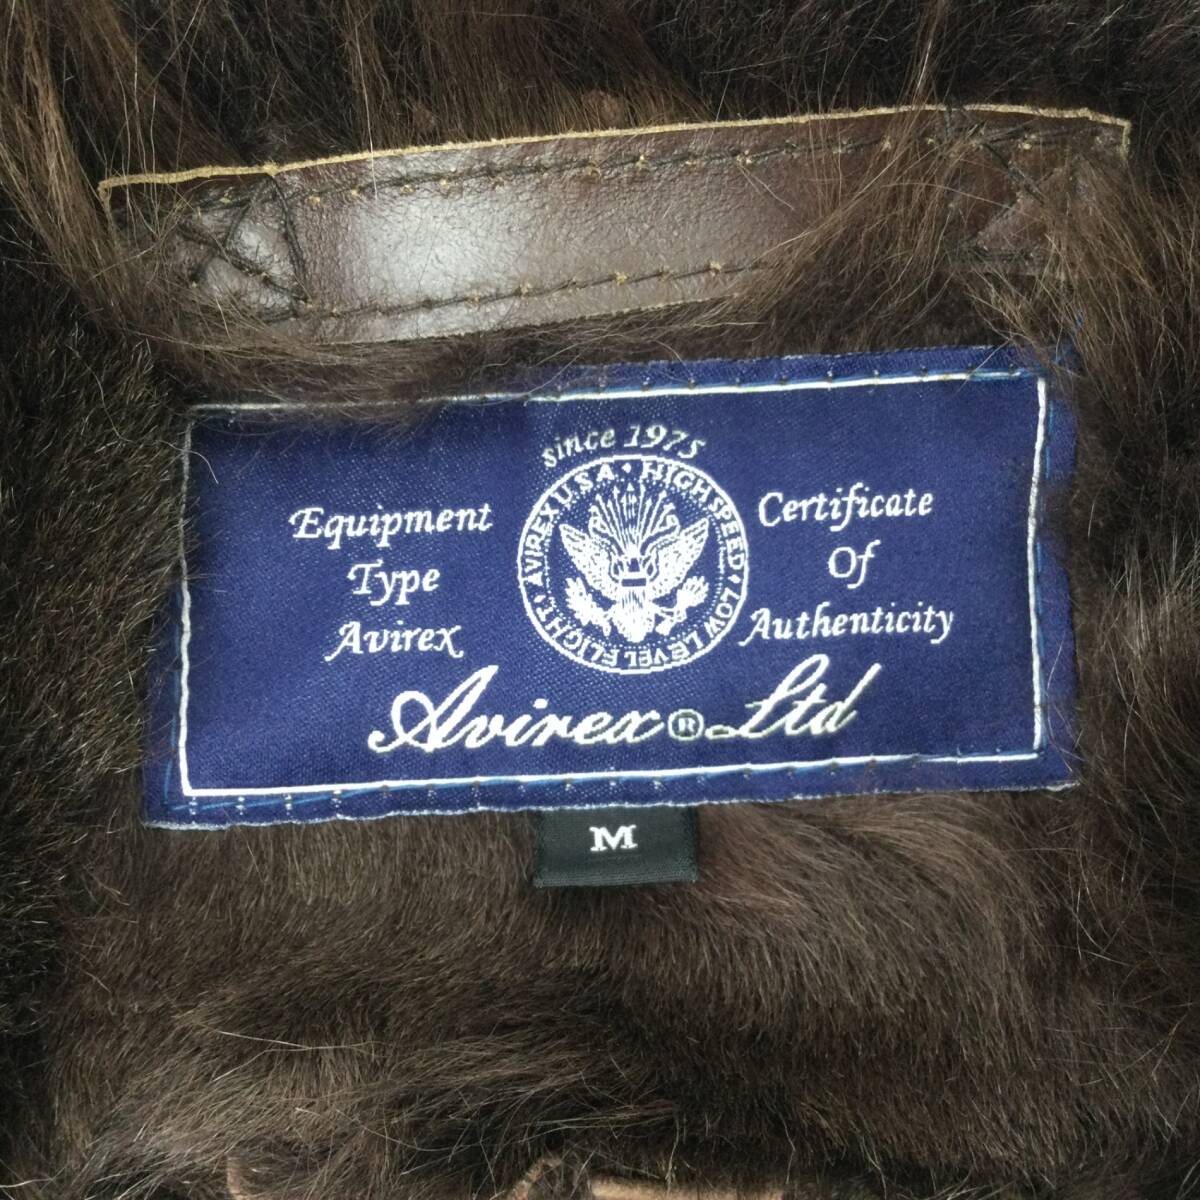 since 1975
AVIREX U.S.A. • HIGH SPEED • LOW LEVEL FLIGHT •
Equipment
Type
Avirex
Certificate
Of
Authenticity
Avirex® Ltd
M